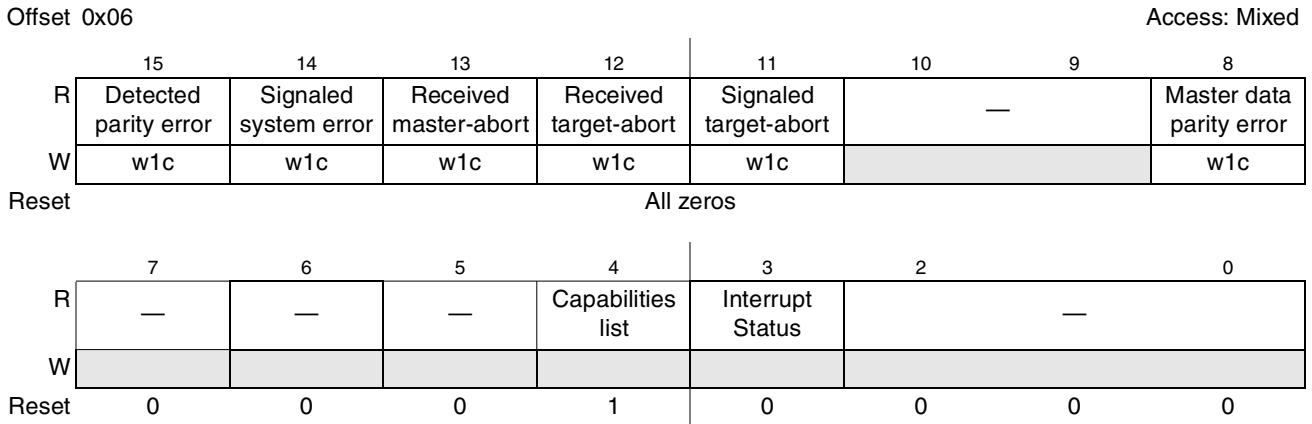 Offset 0x06 Access: Mixed
15 14 13 12 11 10 9 8
R Detected Signaled Received Received Signaled — Master data
parity error system error master-abort target-abort target-abort parity error
W w1c w1c w1c w1c w1c w1c
Reset All zeros
7 6 5 4 3 2 0
R — — — Capabilities Interrupt —
list Status
W
Reset 0 0 0 1 0 0 0 0